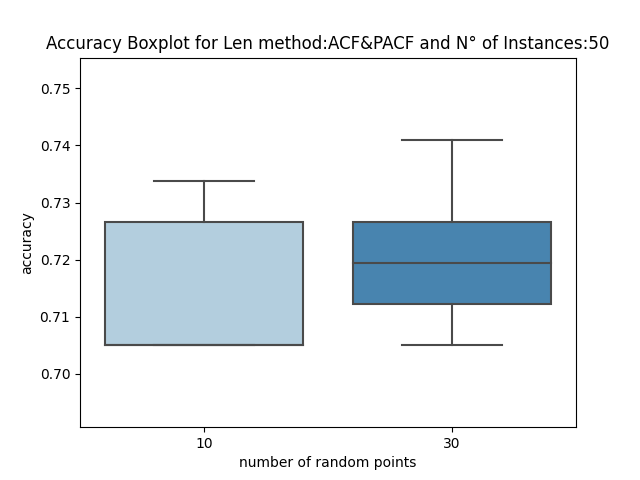 Accuracy Boxplot for Len method:ACF&PACF and N° of Instances:50
0.75
0.74
0.73
0.72
0.71
0.70
accuracy
10
30
number of random points